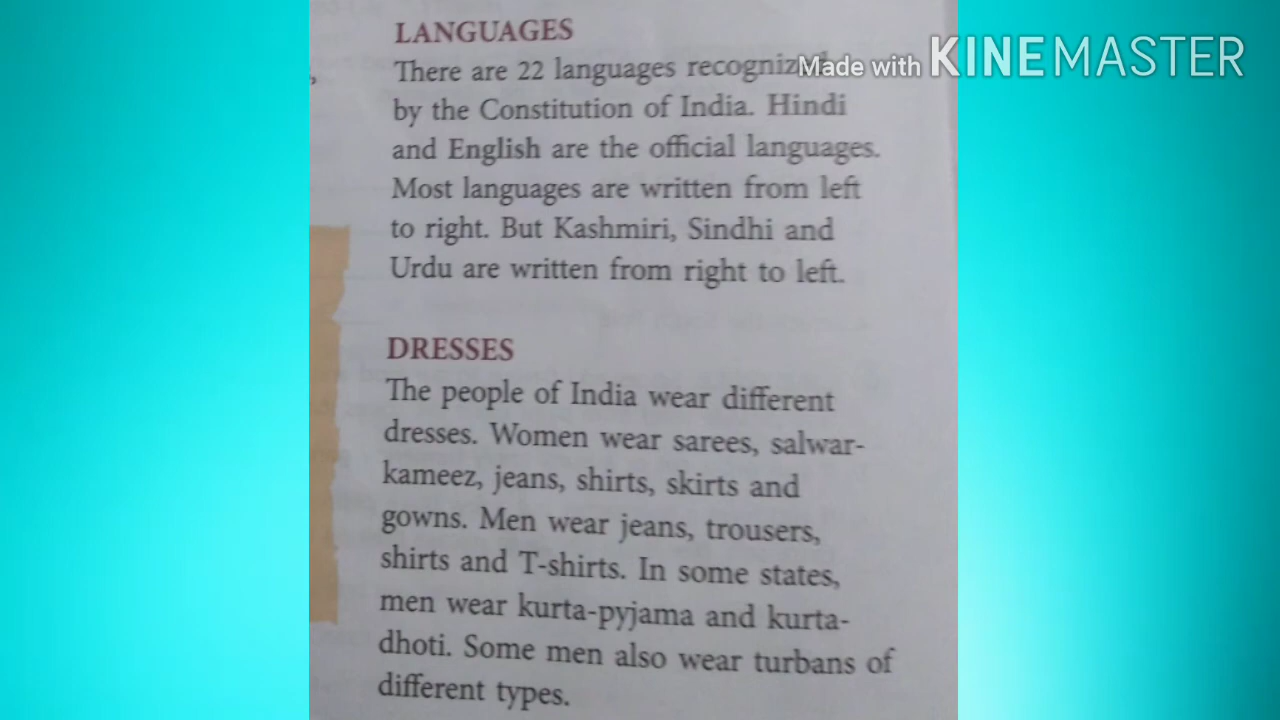 LANGUAGES
There are 22 languages
by the Constitution of India. Hindi
and English are the official languages.
Most languages are written from left
to right. But Kashmiri, Sindhi and
Urdu are written from right to left.
DRESSES
The people of India wear different
dresses. Women wear sarees, salwar-
kameez, jeans, shirts, skirts and
gowns. Men wear jeans, trousers,
shirts and T-shirts. In some states,
men wear kurta-pyjama and kurta-
dhoti. Some men also wear turbans of
different types.
Made with KINEMASTER